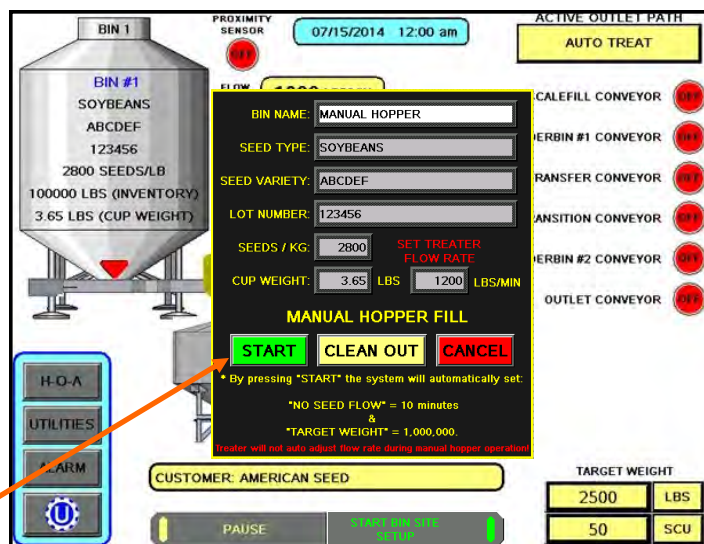 BIN 1
PROXIMITY
SENSOR
OFF
07/15/2014 12:00 am
ACTIVE OUTLET PATH
AUTO TREAT
BIN #1
SOYBEANS
ABCDEF
123456
2800 SEEDS/LB
100000 LBS (INVENTORY)
3.65 LBS (CUP WEIGHT)
BIN NAME: MANUAL HOPPER
SEED TYPE: SOYBEANS
SEED VARIETY: ABCDEF
LOT NUMBER: 123456
SEEDS / KG: 2800
SET TREATER
FLOW RATE
CUP WEIGHT: 3.65 LBS 1200 LBS/MIN
MANUAL HOPPER FILL
START CLEAN OUT CANCEL
* By pressing "START" the system will automatically set:
"NO SEED FLOW" = 10 minutes
&
"TARGET WEIGHT" = 1,000,000.
Treater will not auto adjust flow rate during manual hopper operation!
CALEFILL CONVEYOR OFF
DERBIN #1 CONVEYOR OFF
RANSFER CONVEYOR OFF
ANSITION CONVEYOR OFF
DERBIN #2 CONVEYOR OFF
OUTLET CONVEYOR OFF
H-O-A
UTILITIES
ALARM
U
CUSTOMER: AMERICAN SEED
PAUSE
START BIN SITE
SETUP
TARGET WEIGHT
2500 LBS
50 SCU